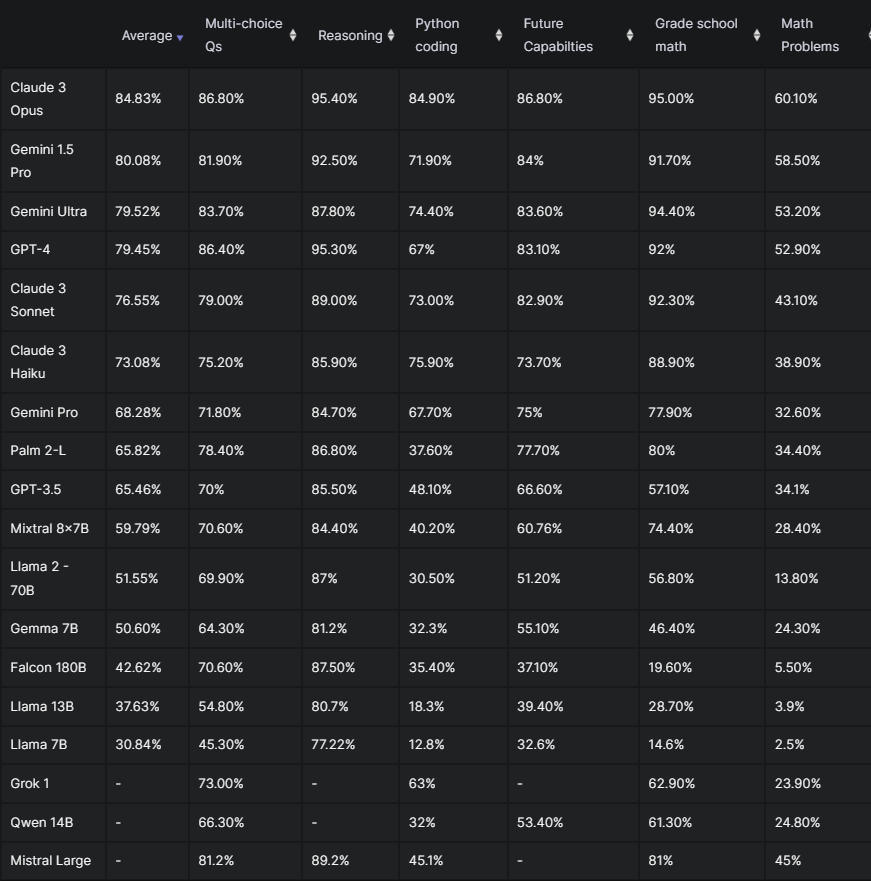 Average Multi-choice Qs Reasoning Python coding Future Capabilties Grade school math Math Problems
Claude 3 Opus 84.83% 86.80% 95.40% 84.90% 86.80% 95.00% 60.10%
Gemini 1.5 Pro 80.08% 81.90% 92.50% 71.90% 84% 91.70% 58.50%
Gemini Ultra 79.52% 83.70% 87.80% 74.40% 83.60% 94.40% 53.20%
GPT-4 79.45% 86.40% 95.30% 67% 83.10% 92% 52.90%
Claude 3 Sonnet 76.55% 79.00% 89.00% 73.00% 82.90% 92.30% 43.10%
Claude 3 Haiku 73.08% 75.20% 85.90% 75.90% 73.70% 88.90% 38.90%
Gemini Pro 68.28% 71.80% 84.70% 67.70% 75% 77.90% 32.60%
Palm 2-L 65.82% 78.40% 86.80% 37.60% 77.70% 80% 34.40%
GPT-3.5 65.46% 70% 85.50% 48.10% 66.60% 57.10% 34.1%
Mixtral 8×7B 59.79% 70.60% 84.40% 40.20% 60.76% 74.40% 28.40%
Llama 2 - 70B 51.55% 69.90% 87% 30.50% 51.20% 56.80% 13.80%
Gemma 7B 50.60% 64.30% 81.2% 32.3% 55.10% 46.40% 24.30%
Falcon 180B 42.62% 70.60% 87.50% 35.40% 37.10% 19.60% 5.50%
Llama 13B 37.63% 54.80% 80.7% 18.3% 39.40% 28.70% 3.9%
Llama 7B 30.84% 45.30% 77.22% 12.8% 32.6% 14.6% 2.5%
Grok 1 - 73.00% - 63% - 62.90% 23.90%
Qwen 14B - 66.30% - 32% 53.40% 61.30% 24.80%
Mistral Large - 81.2% 89.2% 45.1% - 81% 45%